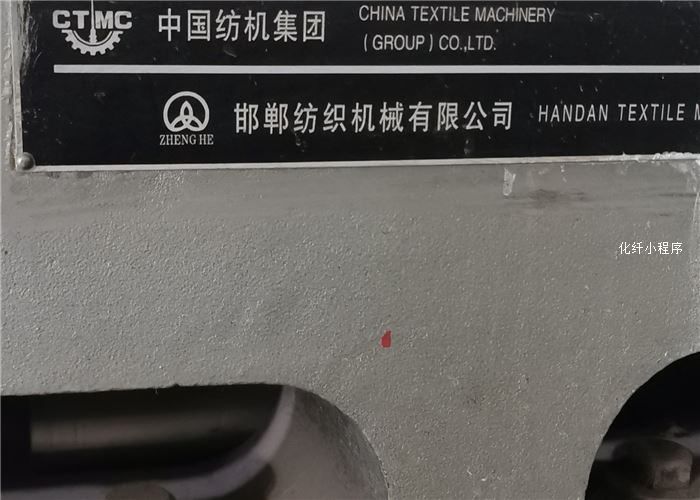 CTMC 中国纺机集团 CHINA TEXTILE MACHINERY
(GROUP) CO.,LTD.
邯郸纺织机械有限公司 HANDAN TEXTILE
ZHENG HE
化纤小程序